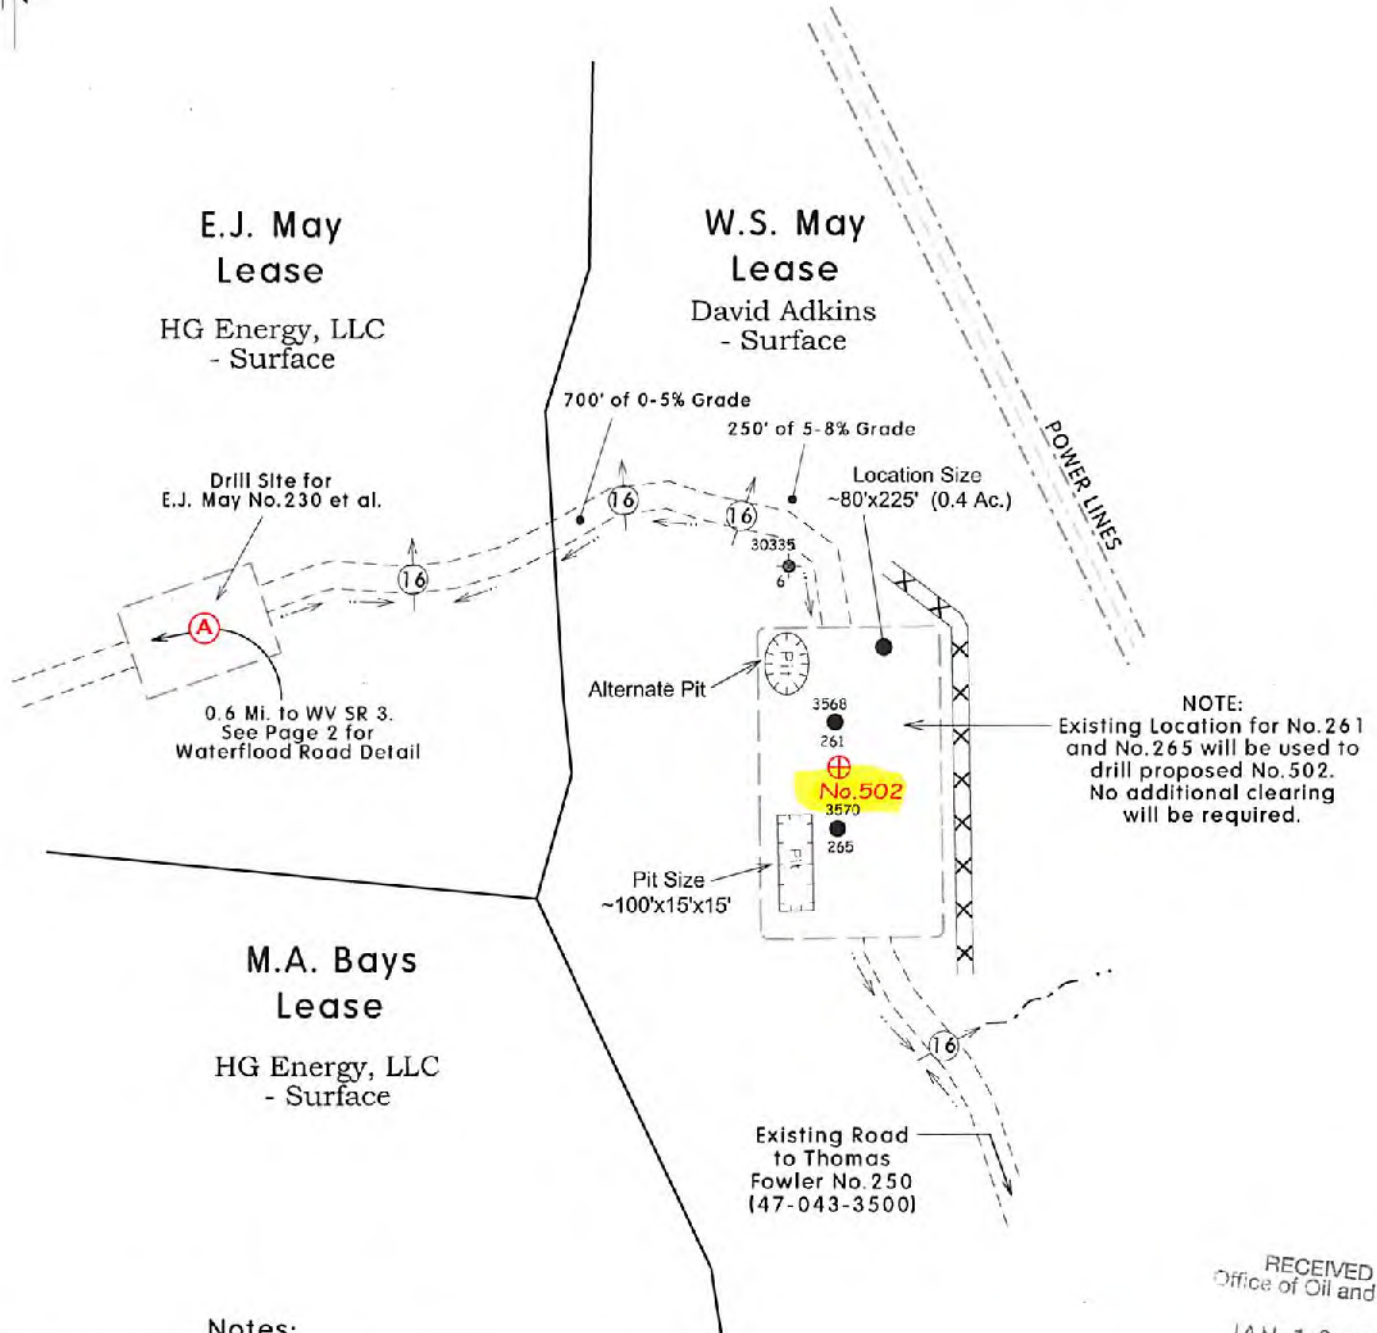 E.J. May
Lease
HG Energy, LLC
- Surface
W.S. May
Lease
David Adkins
- Surface
POWER LINES
700' of 0-5% Grade
250' of 5-8% Grade
Location Size
~80'x225' (0.4 Ac.)
Drill Site for
E.J. May No.230 et al.
16
16
16
30335
6
A
0.6 Mi. to WV SR 3.
See Page 2 for
Waterflood Road Detail
Pit
Alternate Pit
3568
261
No.502
3570
265
Pit
Pit Size
~100'x15'x15'
NOTE:
Existing Location for No.261
and No.265 will be used to
drill proposed No.502.
No additional clearing
will be required.
M.A. Bays
Lease
HG Energy, LLC
- Surface
16
Existing Road
to Thomas
Fowler No.250
(47-043-3500)
RECEIVED
Office of Oil and
Notes: